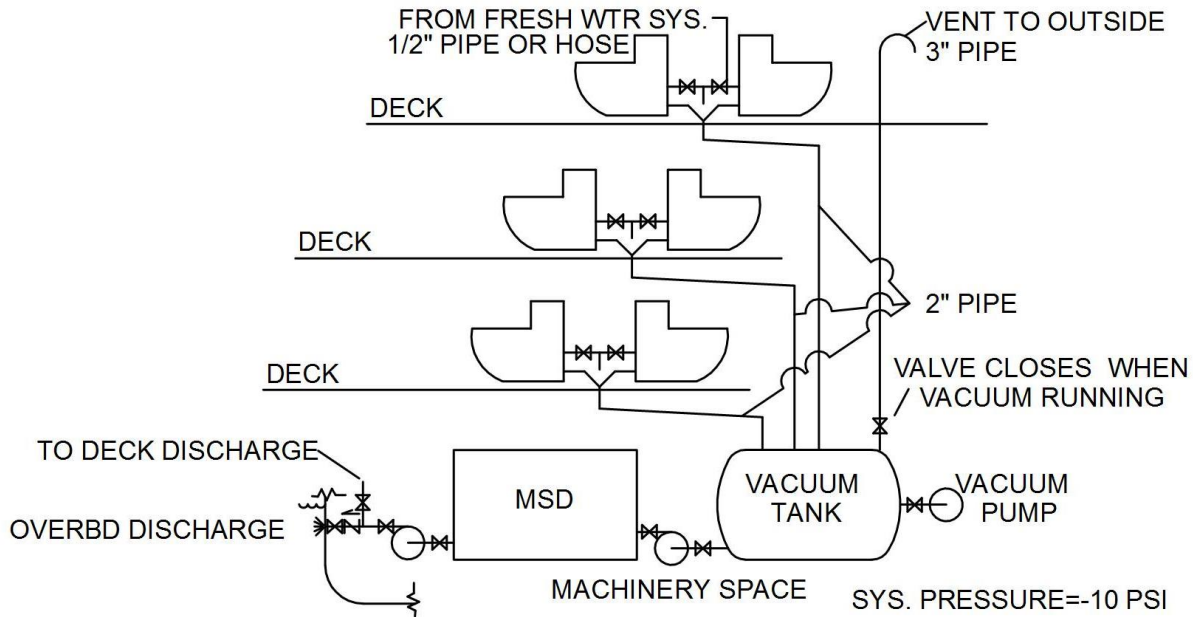 FROM FRESH WTR SYS.
1/2" PIPE OR HOSE
VENT TO OUTSIDE
3" PIPE
DECK
DECK
2" PIPE
DECK
VALVE CLOSES WHEN
VACUUM RUNNING
TO DECK DISCHARGE
OVERBD DISCHARGE
MSD
VACUUM
TANK
VACUUM
PUMP
MACHINERY SPACE
SYS. PRESSURE=-10 PSI